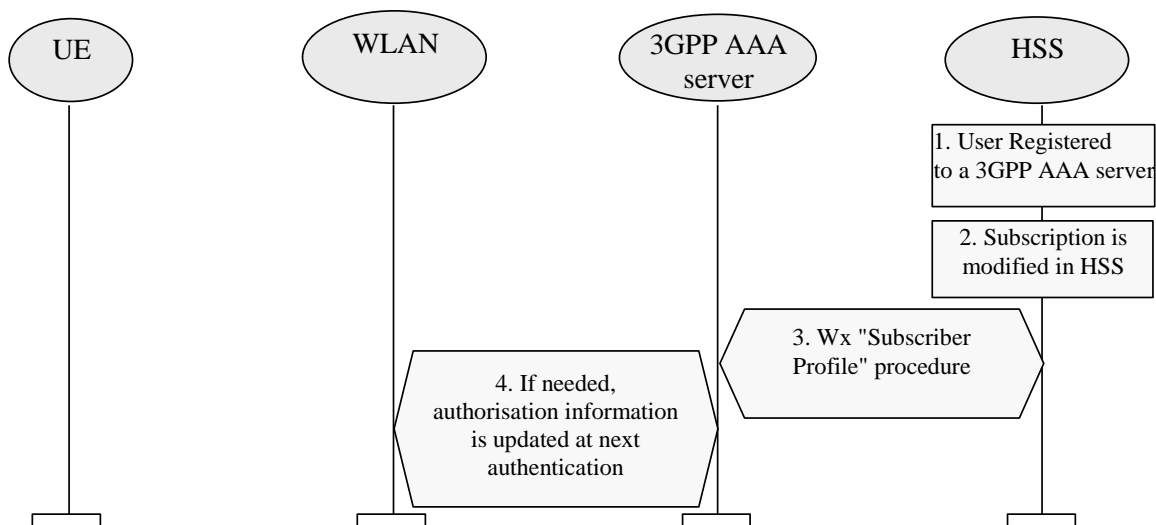 UE
WLAN
3GPP AAA
server
HSS
1. User Registered
to a 3GPP AAA server
2. Subscription is
modified in HSS
3. Wx "Subscriber
Profile" procedure
4. If needed,
authorisation information
is updated at next
authentication